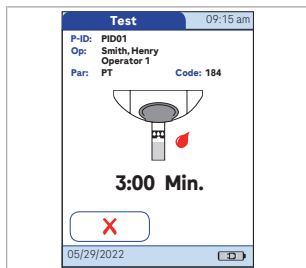 Test 09:15 am
P-ID: PID01
Op: Smith, Henry
Operator 1
Par: PT Code: 184
3:00 Min.
05/29/2022